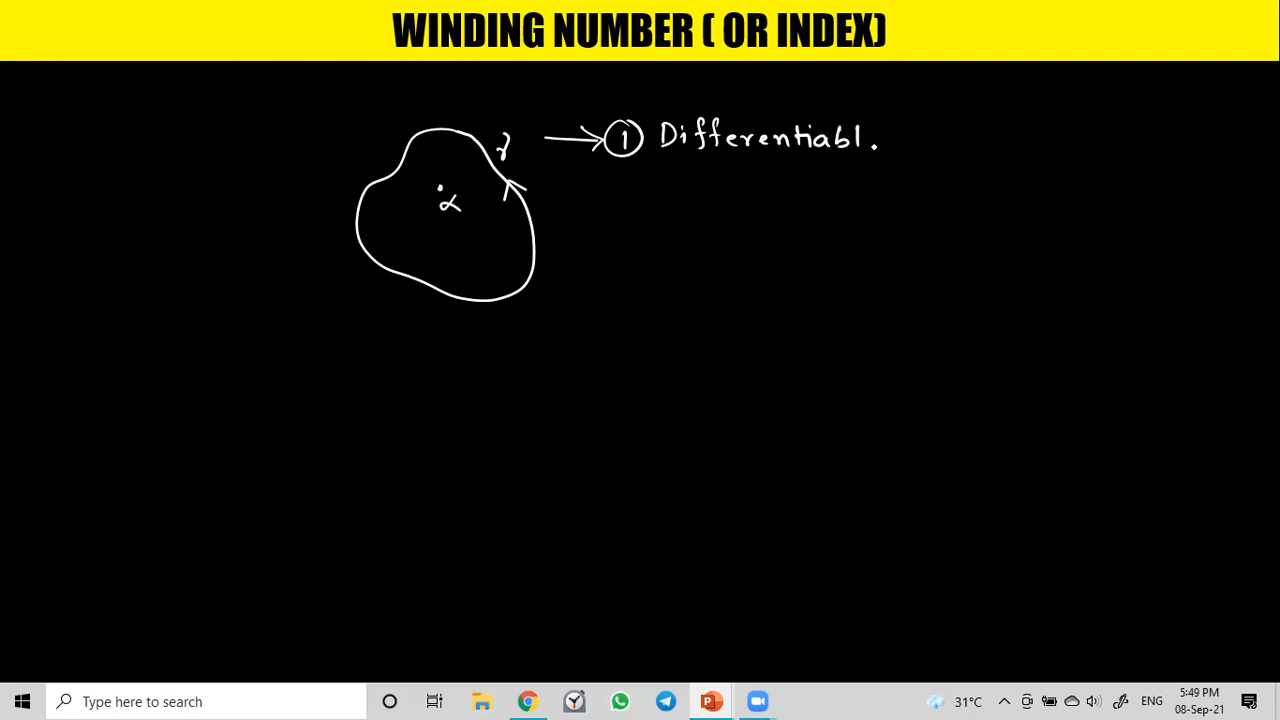 WINDING NUMBER ( OR INDEX)
γ → ① Differentiabl.
α
Type here to search
31°C
ENG
5:49 PM
08-Sep-21